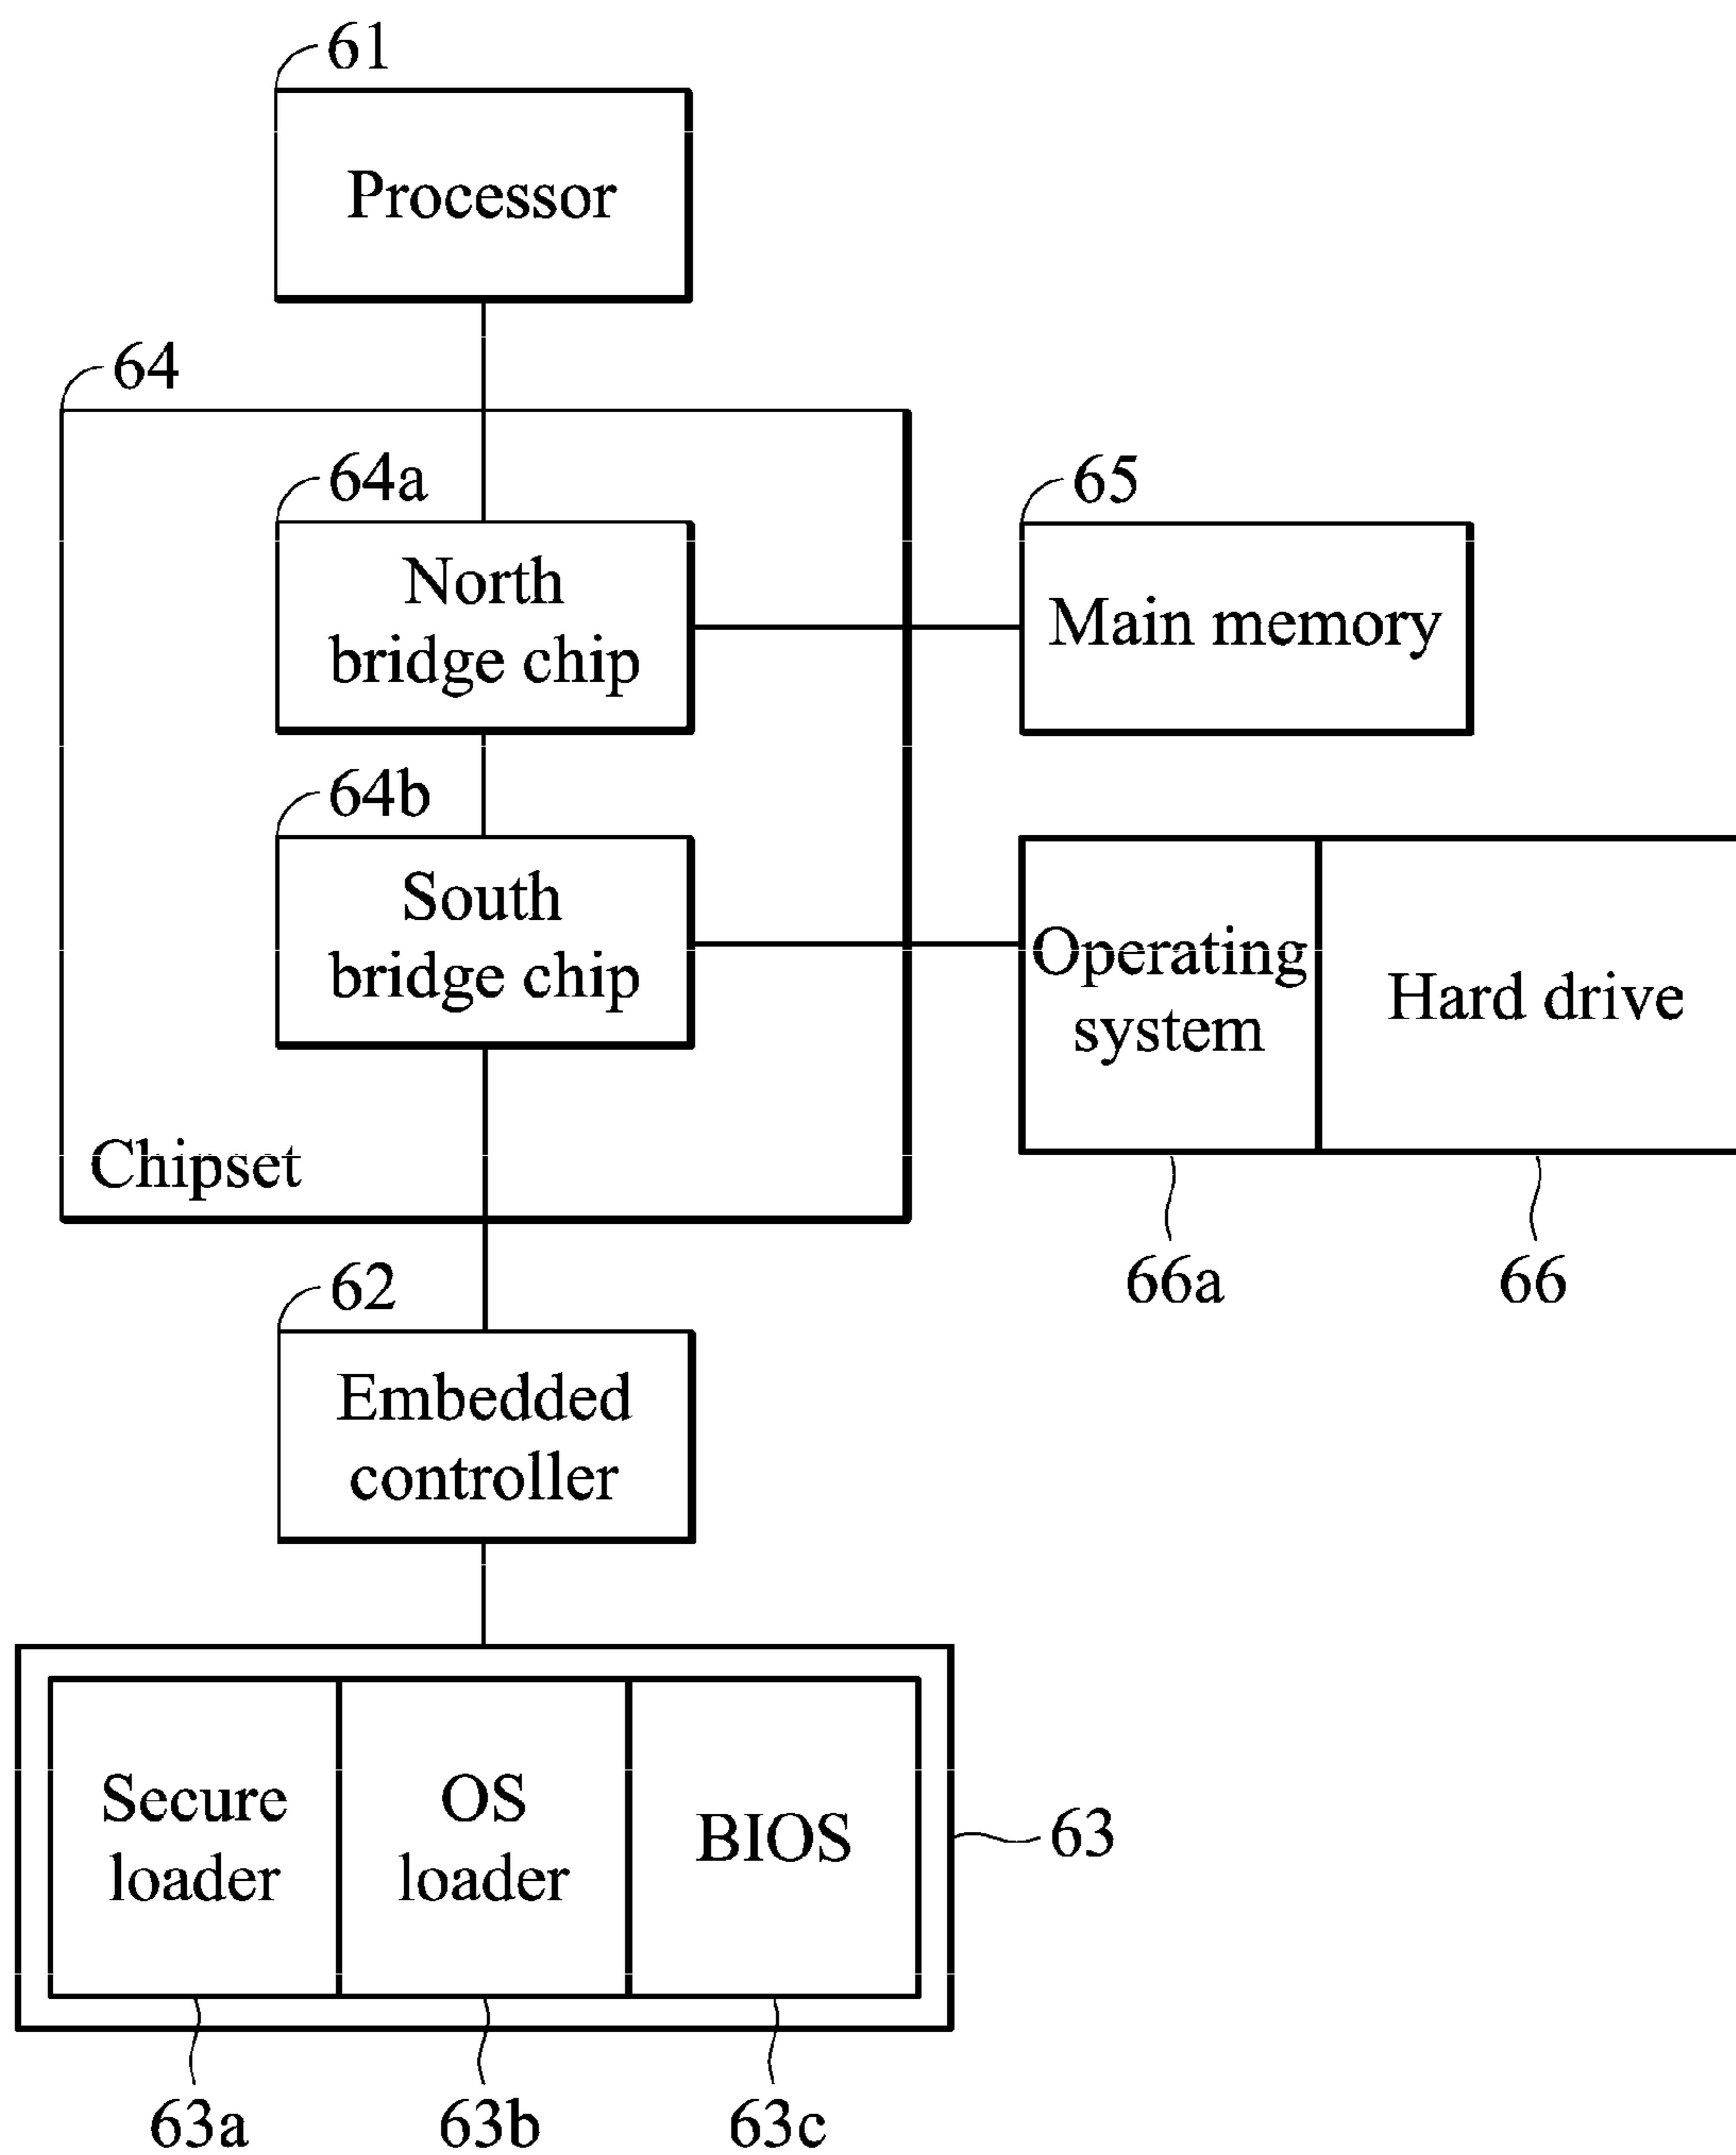 61
Processor
64
64a
North
bridge chip
65
Main memory
64b
South
bridge chip
Operating
system
Hard drive
Chipset
66a
66
62
Embedded
controller
Secure
loader
OS
loader
BIOS
63
63a
63b
63c